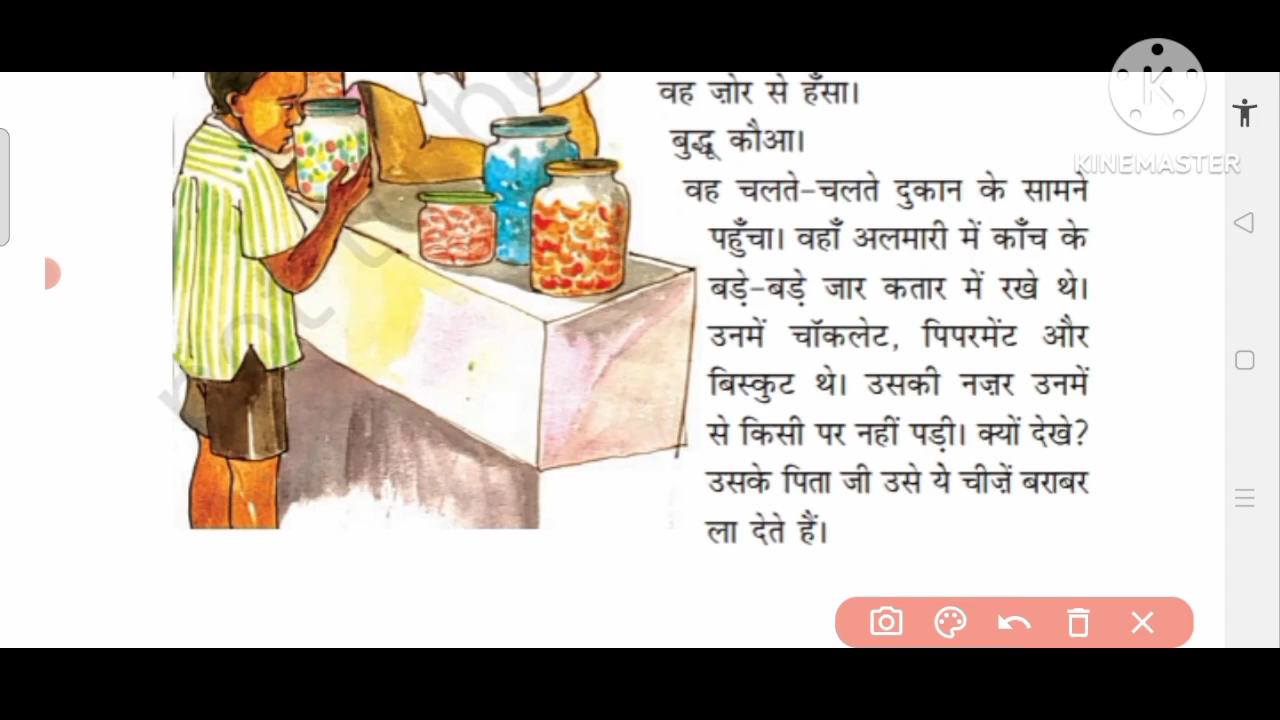 KINEMASTER
वह ज़ोर से हँसा।
बुद्धू कौआ।
वह चलते-चलते दुकान के सामने
पहुँचा। वहाँ अलमारी में काँच के
बड़े-बड़े जार कतार में रखे थे।
उनमें चॉकलेट, पिपरमेंट और
बिस्कुट थे। उसकी नज़र उनमें
से किसी पर नहीं पड़ी। क्यों देखे?
उसके पिता जी उसे ये चीज़ें बराबर
ला देते हैं।